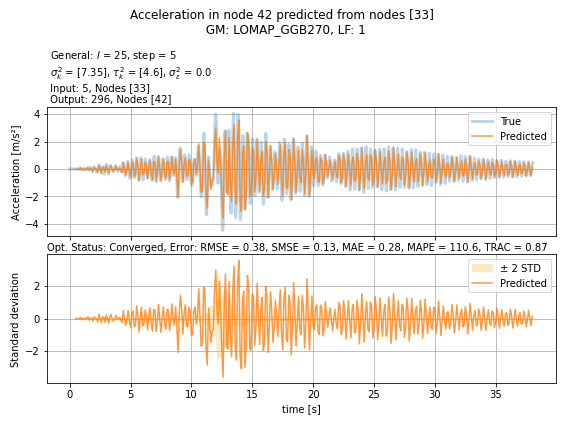 Acceleration in node 42 predicted from nodes [33]
GM: LOMAP_GGB270, LF: 1
General: l = 25, step = 5
σ²ₖ = [7.35], τ²ₖ = [4.6], σ²ε = 0.0
Input: 5, Nodes [33]
Output: 296, Nodes [42]
4
2
0
−2
−4
Acceleration [m/s²]
True
Predicted
Opt. Status: Converged, Error: RMSE = 0.38, SMSE = 0.13, MAE = 0.28, MAPE = 110.6, TRAC = 0.87
2
0
−2
Standard deviation
± 2 STD
Predicted
0 5 10 15 20 25 30 35
time [s]